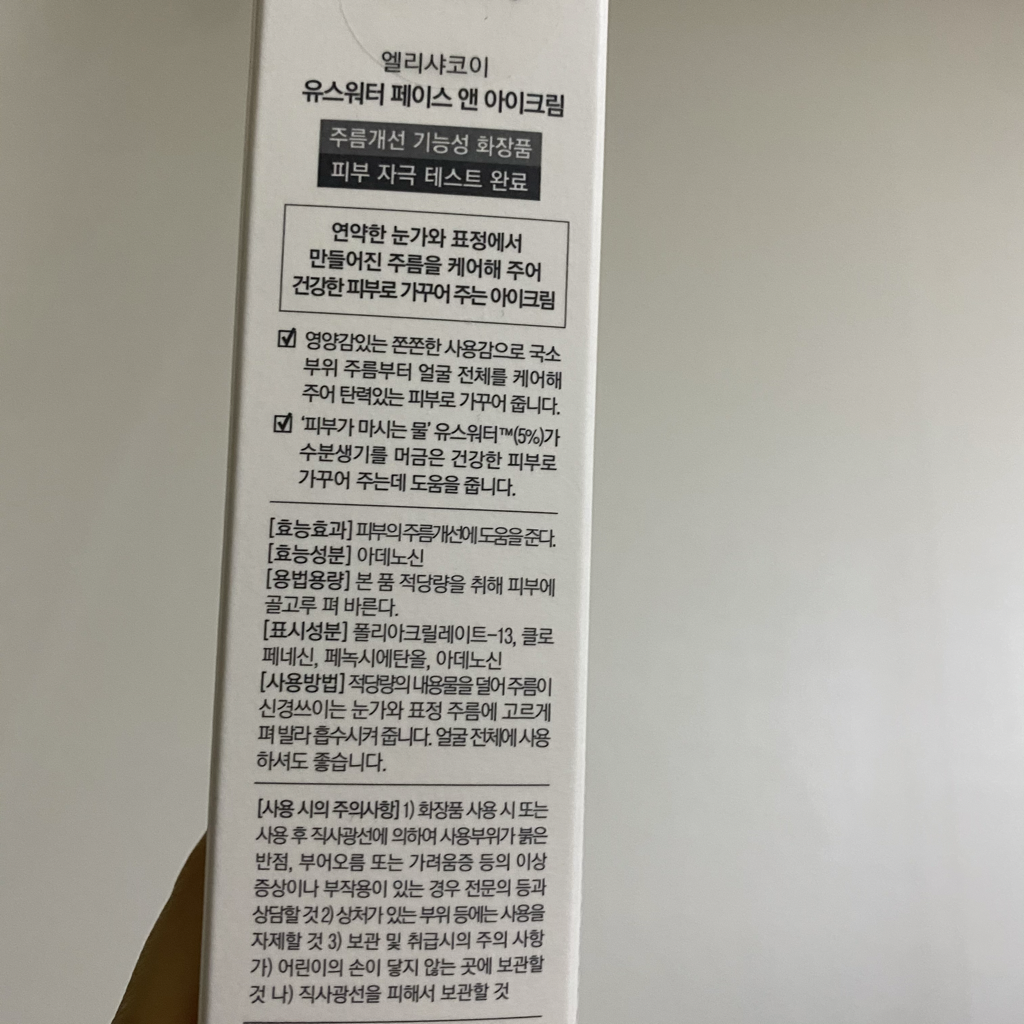 엘리샤코이
유스워터 페이스 앤 아이크림
주름개선 기능성 화장품
피부 자극 테스트 완료
연약한 눈가와 표정에서
만들어진 주름을 케어해 주어
건강한 피부로 가꾸어 주는 아이크림
☑ 영양감있는 쫀쫀한 사용감으로 국소
부위 주름부터 얼굴 전체를 케어해
주어 탄력있는 피부로 가꾸어 줍니다.
☑ '피부가 마시는 물' 유스워터™(5%)가
수분생기를 머금은 건강한 피부로
가꾸어 주는데 도움을 줍니다.
[효능효과] 피부의 주름개선에 도움을 준다.
[효능성분] 아데노신
[용법용량] 본 품 적당량을 취해 피부에
골고루 펴 바른다.
[표시성분] 폴리아크릴레이트-13, 클로
페네신, 페녹시에탄올, 아데노신
[사용방법] 적당량의 내용물을 덜어 주름이
신경쓰이는 눈가와 표정 주름에 고르게
펴 발라 흡수시켜 줍니다. 얼굴 전체에 사용
하셔도 좋습니다.
[사용 시의 주의사항] 1) 화장품 사용 시 또는
사용 후 직사광선에 의하여 사용부위가 붉은
반점, 부어오름 또는 가려움증 등의 이상
증상이나 부작용이 있는 경우 전문의 등과
상담할 것 2) 상처가 있는 부위 등에는 사용을
자제할 것 3) 보관 및 취급시의 주의 사항
가) 어린이의 손이 닿지 않는 곳에 보관할
것 나) 직사광선을 피해서 보관할 것